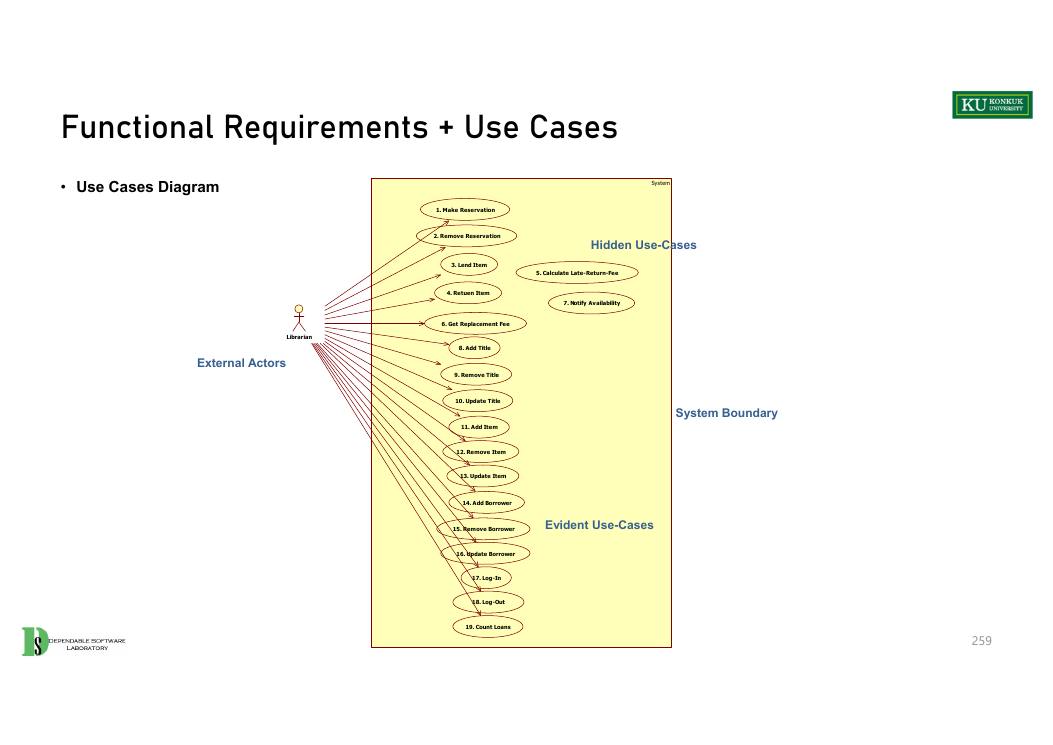 KU KONKUK
UNIVERSITY
Functional Requirements + Use Cases
• Use Cases Diagram
System
1. Make Reservation
2. Remove Reservation
Hidden Use-Cases
3. Lend Item
5. Calculate Late-Return-Fee
4. Retuen Item
7. Notify Availability
6. Get Replacement Fee
Librarian
8. Add Title
External Actors
9. Remove Title
10. Update Title
System Boundary
11. Add Item
12. Remove Item
13. Update Item
14. Add Borrower
Evident Use-Cases
15. Remove Borrower
16. Update Borrower
17. Log-In
18. Log-Out
19. Count Loans
DS DEPENDABLE SOFTWARE
LABORATORY
259